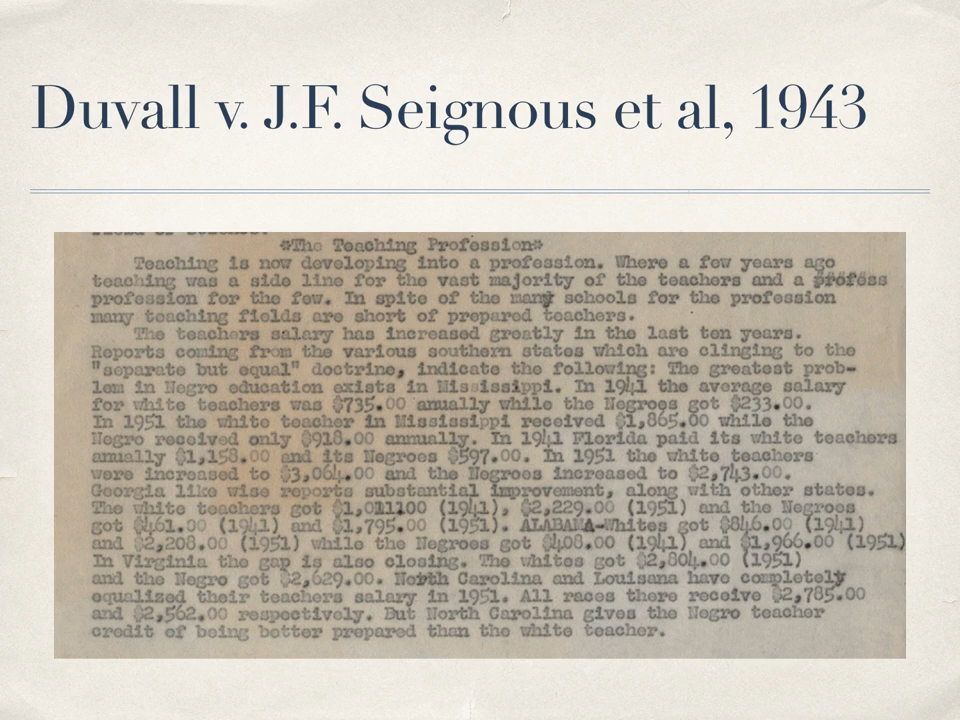 Duvall v. J.F. Seignous et al, 1943
Field of Science.
*The Teaching Profession*
Teaching is now developing into a profession. Where a few years ago
teaching was a side line for the vast majority of the teachers and a profess
profession for the few. In spite of the many schools for the profession
many teaching fields are short of prepared teachers.
The teachers salary has increased greatly in the last ten years.
Reports coming from the various southern states which are clinging to the
"separate but equal" doctrine, indicate the following: The greatest prob-
lem in Negro education exists in Mississippi. In 1941 the average salary
for white teachers was $735.00 anually while the Negroes got $233.00.
In 1951 the white teacher in Mississippi received $1,865.00 while the
Negro received only $918.00 annually. In 1941 Florida paid its white teachers
anually $1,158.00 and its Negroes $597.00. In 1951 the white teachers
were increased to $3,064.00 and the Negroes increased to $2,743.00.
Georgia like wise reports substantial improvement, along with other states.
The white teachers got (1941), $2,229.00 (1951) and the Negroes
got $461.00 (1941) and $1,795.00 (1951). ALABAMA-Whites got $846.00 (1941)
and $2,208.00 (1951) while the Negroes got $408.00 (1941) and $1,966.00 (1951)
In Virginia the gap is also closing. The whites got $2,804.00 (1951)
and the Negro got $2,629.00. North Carolina and Louisana have completely
equalized their teachers salary in 1951. All races there receive $2,785.00
and $2,562.00 respectively. But North Carolina gives the Negro teacher
credit of being better prepared than the white teacher.